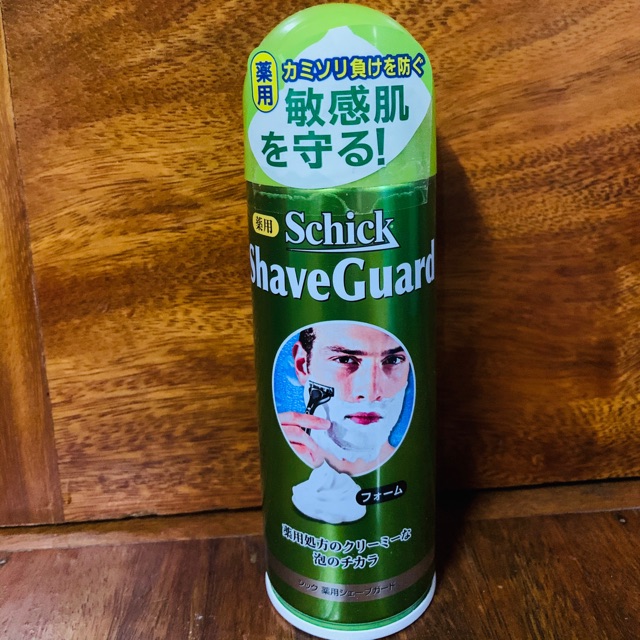 薬用
カミソリ負けを防ぐ
敏感肌
を守る!
薬用
Schick
ShaveGuard
フォーム
薬用処方のクリーミーな
泡のチカラ
シック 薬用シェーブガード